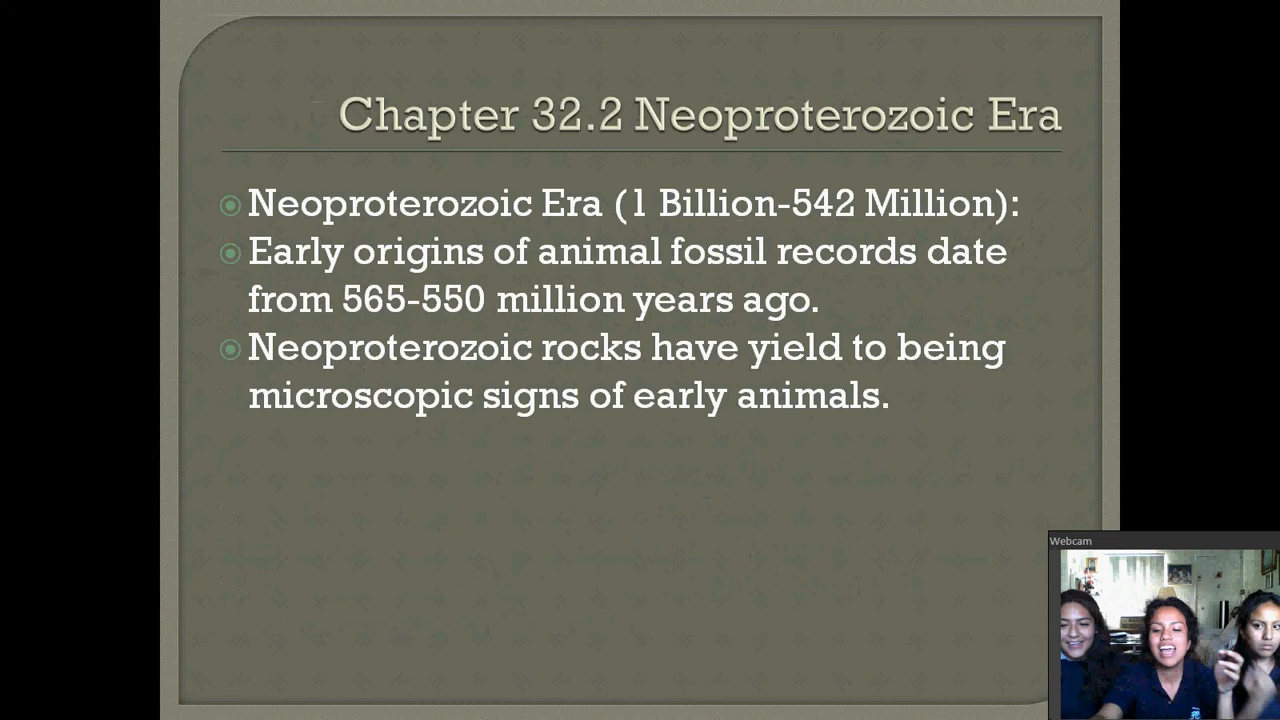 Chapter 32.2 Neoproterozoic Era
Neoproterozoic Era (1 Billion-542 Million):
Early origins of animal fossil records date
from 565-550 million years ago.
Neoproterozoic rocks have yield to being
microscopic signs of early animals.
Webcam